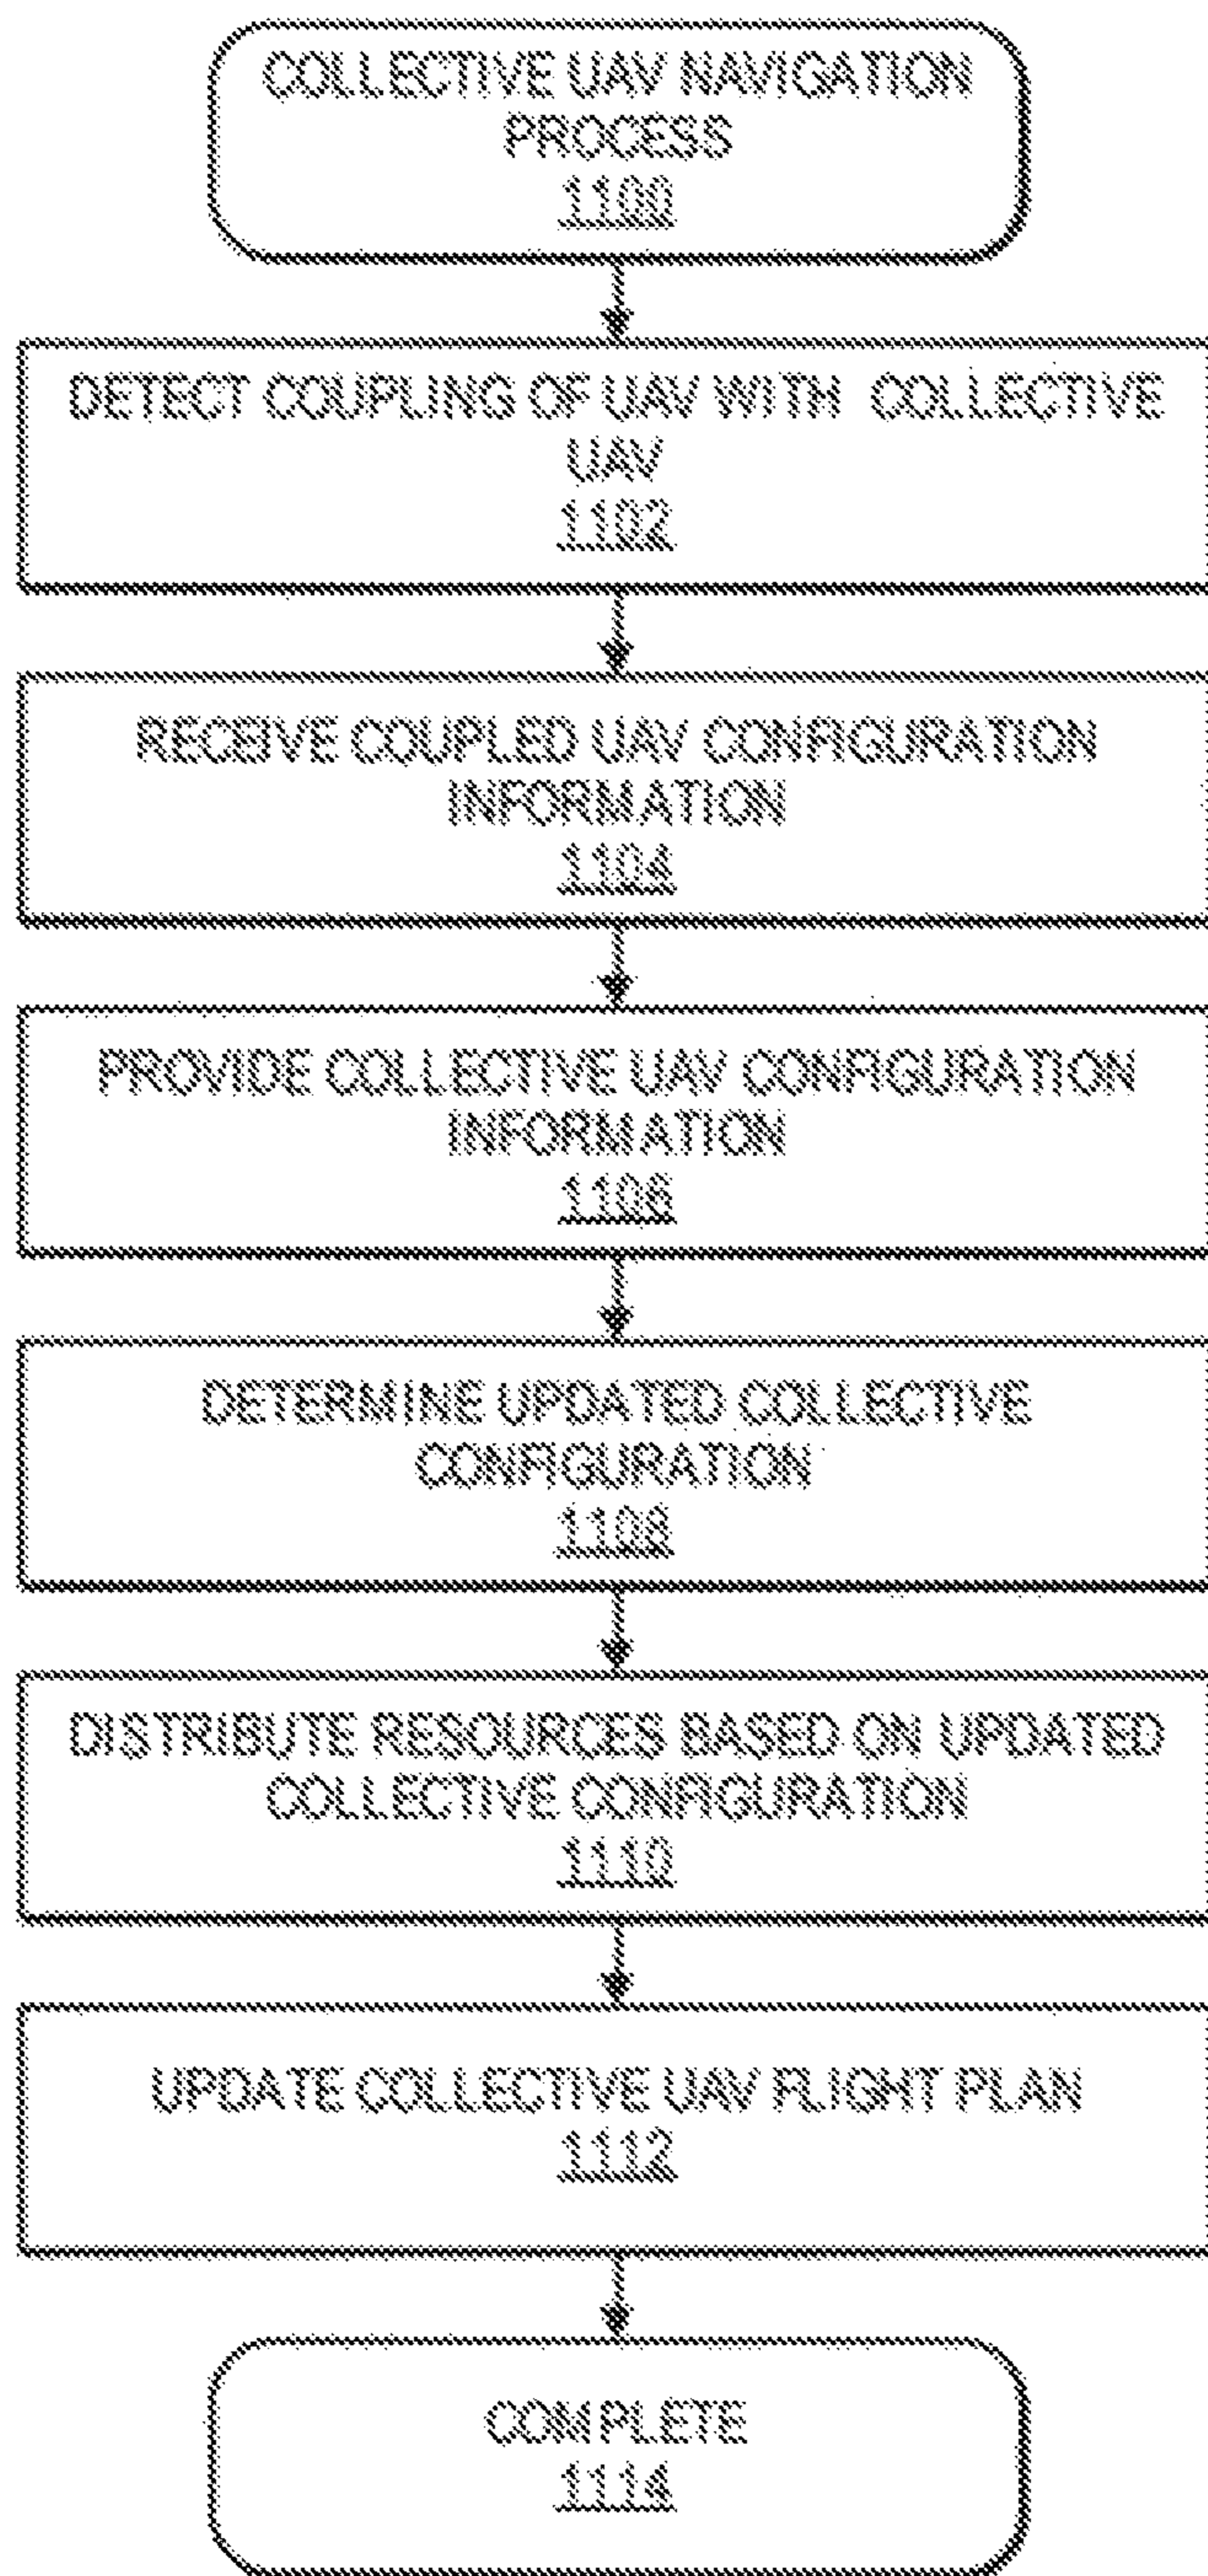 COLLECTIVE UAV NAVIGATION
PROCESS
1100
DETECT COUPLING OF UAV WITH COLLECTIVE
UAV
1102
RECEIVE COUPLED UAV CONFIGURATION
INFORMATION
1104
PROVIDE COLLECTIVE UAV CONFIGURATION
INFORMATION
1106
DETERMINE UPDATED COLLECTIVE
CONFIGURATION
1108
DISTRIBUTE RESOURCES BASED ON UPDATED
COLLECTIVE CONFIGURATION
1110
UPDATE COLLECTIVE UAV FLIGHT PLAN
1112
COMPLETE
1114